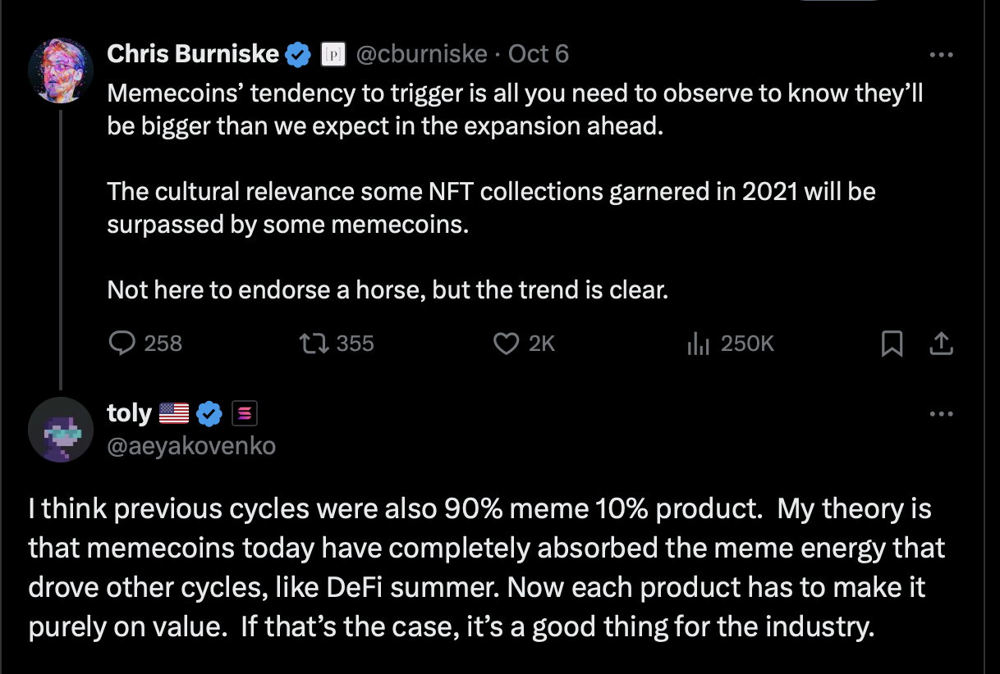 Chris Burniske [p] @cburniske · Oct 6
Memecoins’ tendency to trigger is all you need to observe to know they’ll
be bigger than we expect in the expansion ahead.
The cultural relevance some NFT collections garnered in 2021 will be
surpassed by some memecoins.
Not here to endorse a horse, but the trend is clear.
258 355 2K 250K
toly
@aeyakovenko
I think previous cycles were also 90% meme 10% product.  My theory is
that memecoins today have completely absorbed the meme energy that
drove other cycles, like DeFi summer. Now each product has to make it
purely on value.  If that’s the case, it’s a good thing for the industry.